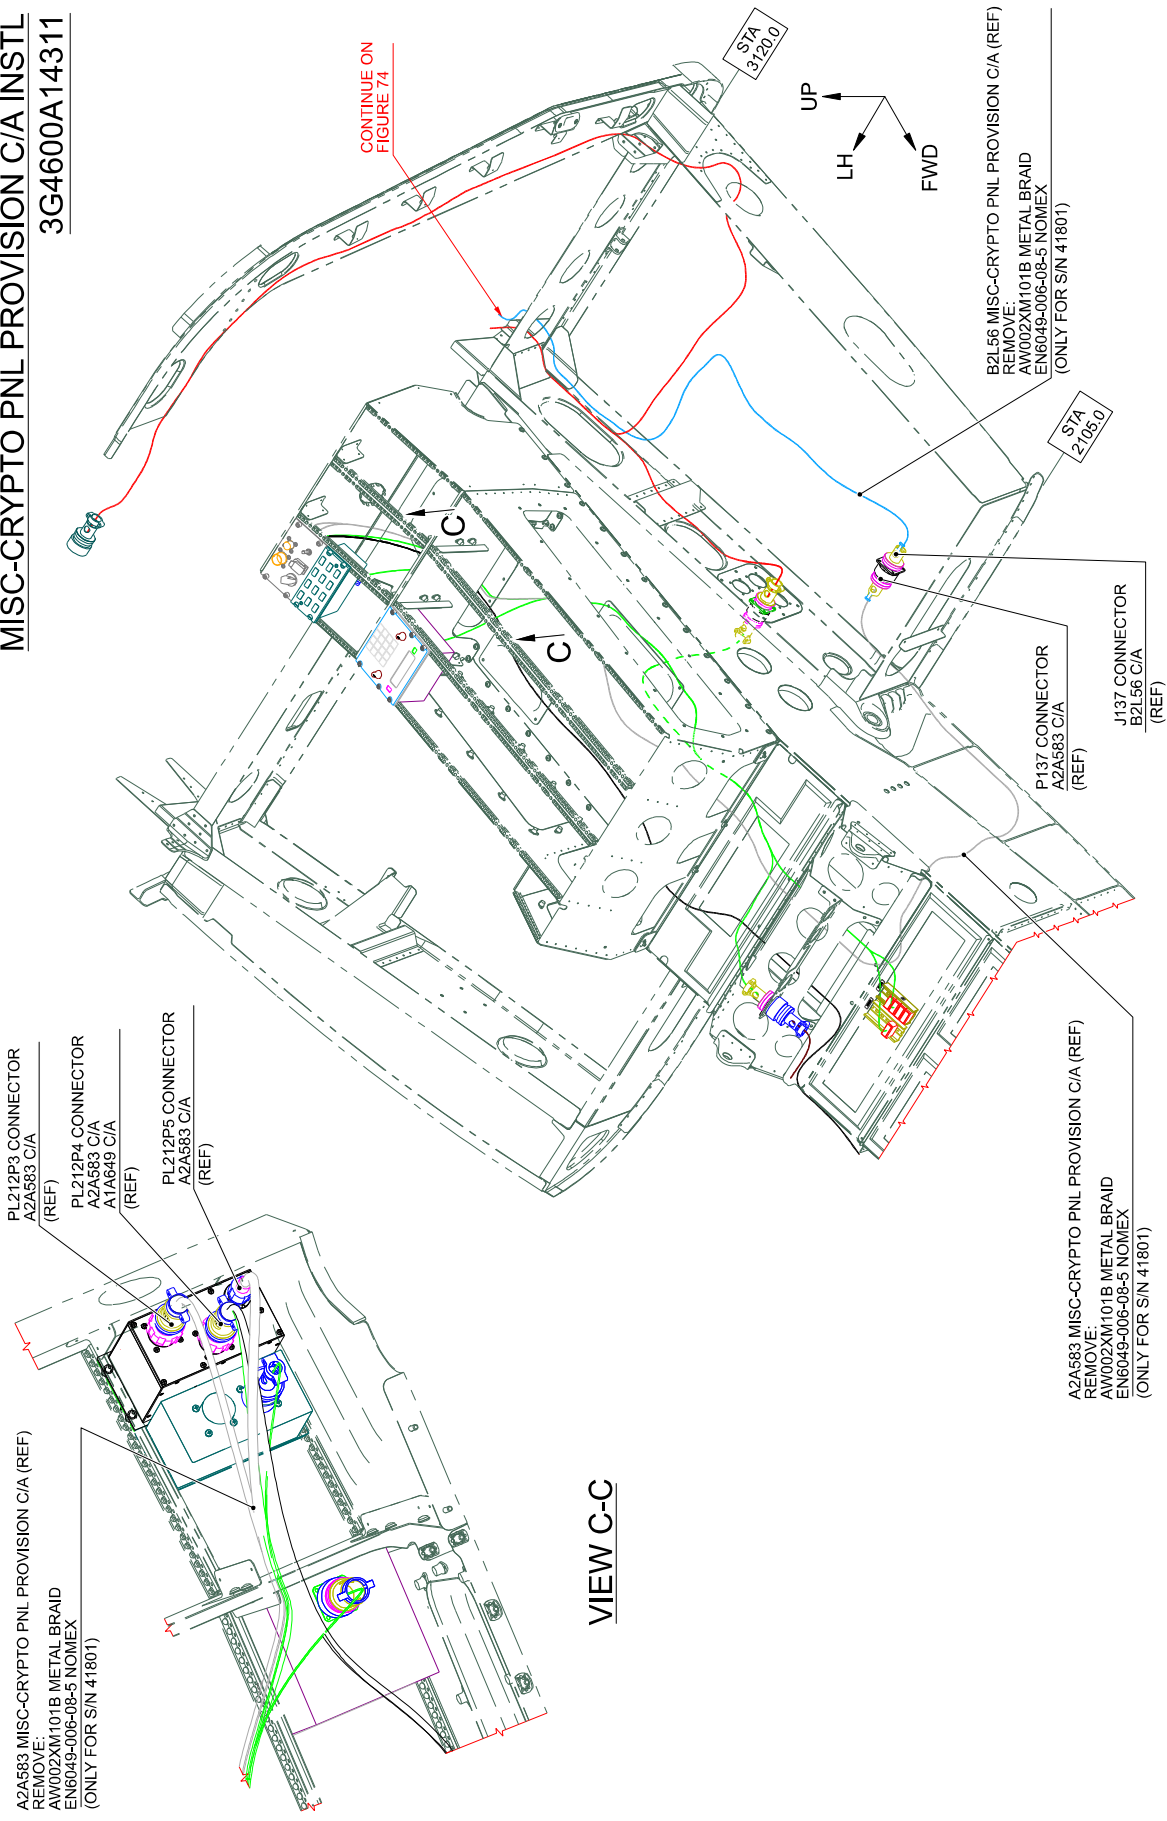 MISC-CRYPTO PNL PROVISION C/A INSTL
3G4600A14311
CONTINUE ON
FIGURE 74
STA
3120.0
UP
LH
FWD
B2L56 MISC-CRYPTO PNL PROVISION C/A (REF)
REMOVE:
AW002XM101B METAL BRAID
EN6049-006-08-5 NOMEX
(ONLY FOR S/N 41801)
STA
2105.0
C
C
J137 CONNECTOR
B2L56 C/A
(REF)
P137 CONNECTOR
A2A583 C/A
(REF)
A2A583 MISC-CRYPTO PNL PROVISION C/A (REF)
REMOVE:
AW002XM101B METAL BRAID
EN6049-006-08-5 NOMEX
(ONLY FOR S/N 41801)
PL212P3 CONNECTOR
A2A583 C/A
(REF)
PL212P4 CONNECTOR
A2A583 C/A
A1A649 C/A
(REF)
PL212P5 CONNECTOR
A2A583 C/A
(REF)
A2A583 MISC-CRYPTO PNL PROVISION C/A (REF)
REMOVE:
AW002XM101B METAL BRAID
EN6049-006-08-5 NOMEX
(ONLY FOR S/N 41801)
VIEW C-C